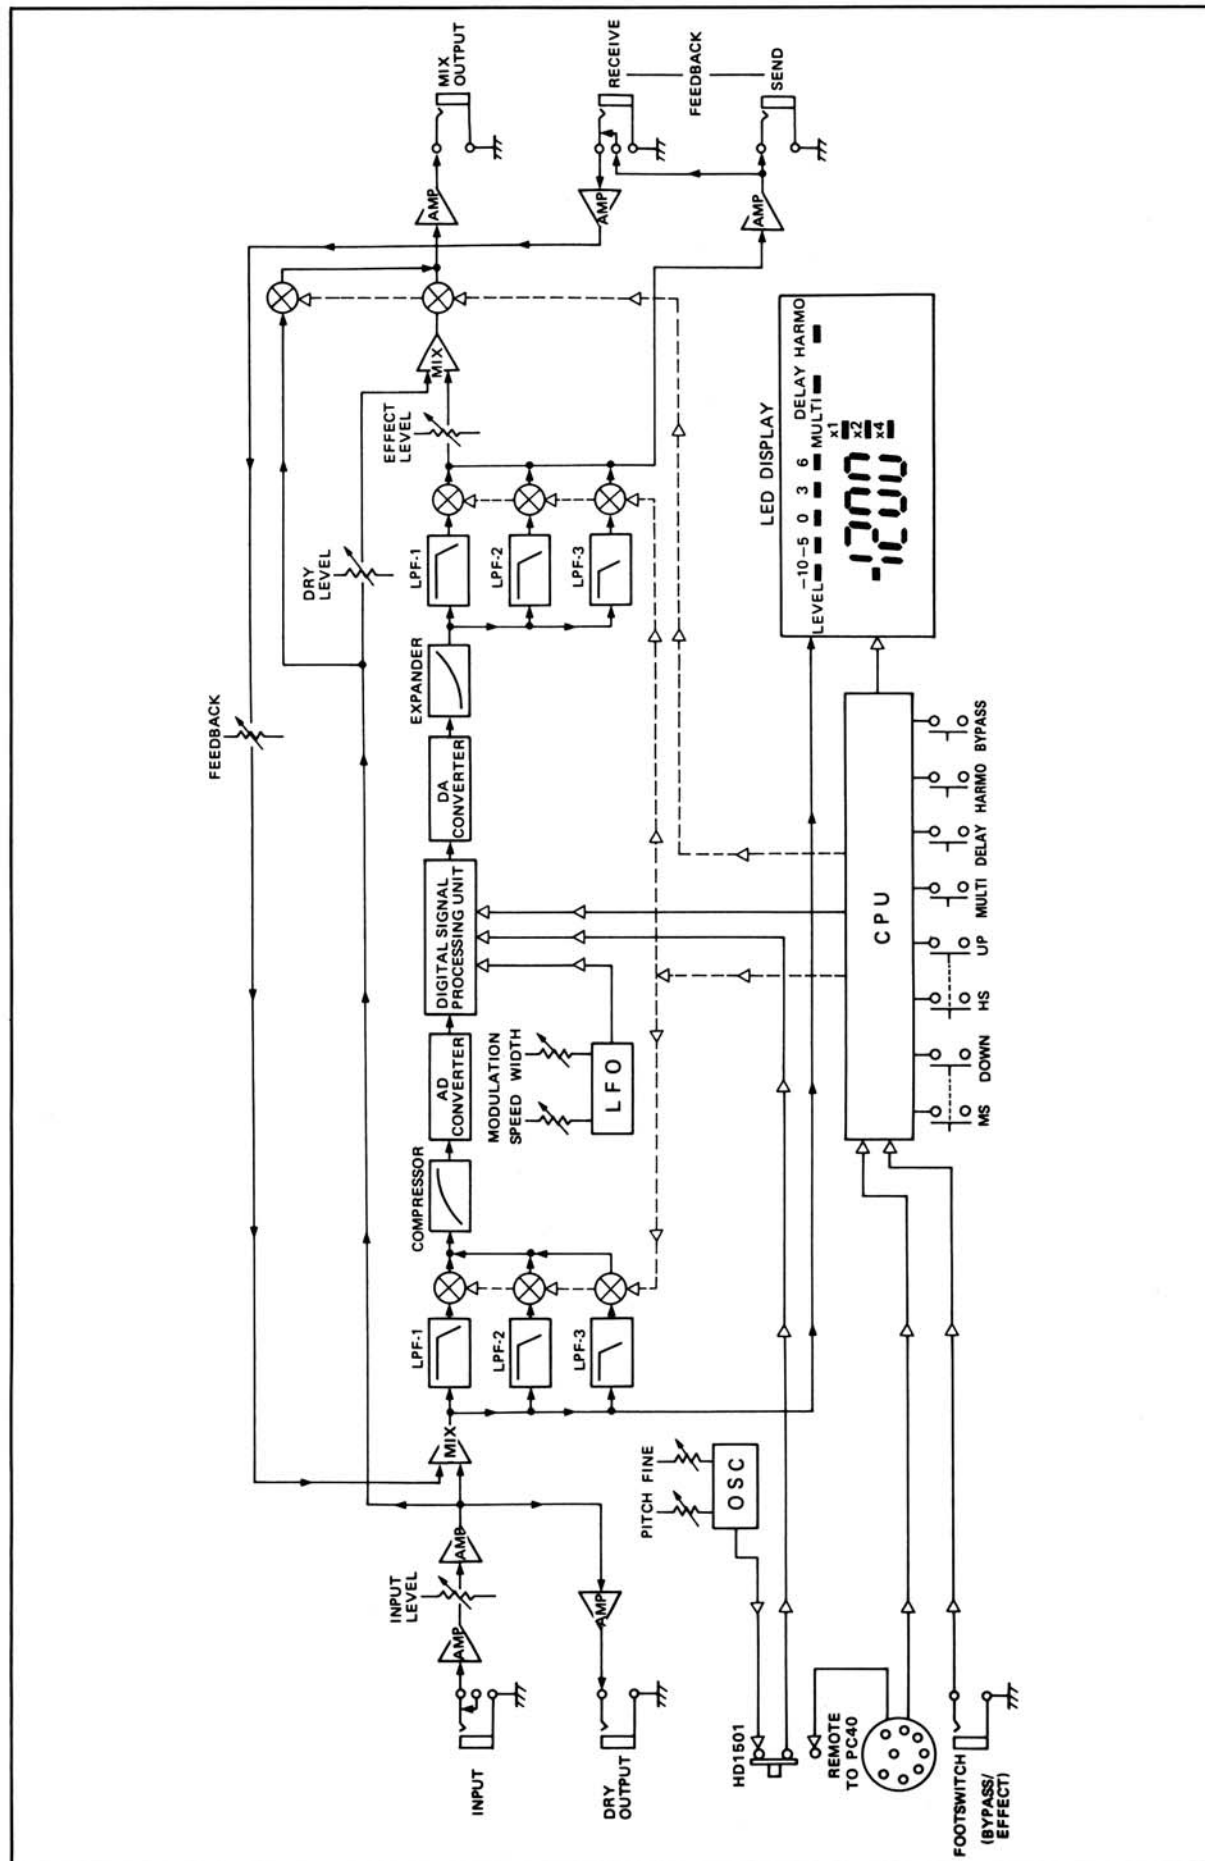 INPUT
AMP
INPUT
LEVEL
AMP
DRY
OUTPUT
AMP
MIX
LPF-1
LPF-2
LPF-3
COMPRESSOR
AD
CONVERTER
DIGITAL SIGNAL
PROCESSING UNIT
DA
CONVERTER
EXPANDER
LPF-1
LPF-2
LPF-3
FEEDBACK
DRY
LEVEL
EFFECT
LEVEL
MIX
AMP
MIX
OUTPUT
AMP
RECEIVE
FEEDBACK
AMP
SEND
MODULATION
SPEED WIDTH
LFO
PITCH FINE
OSC
HD1501
REMOTE
TO PC40
FOOTSWITCH
(BYPASS/
EFFECT)
CPU
MS
DOWN
HS
UP
MULTI
DELAY
HARMO
BYPASS
LED DISPLAY
-10 -5 0 3 6
LEVEL
MULTI
DELAY
HARMO
-1200
x1
x2
x4